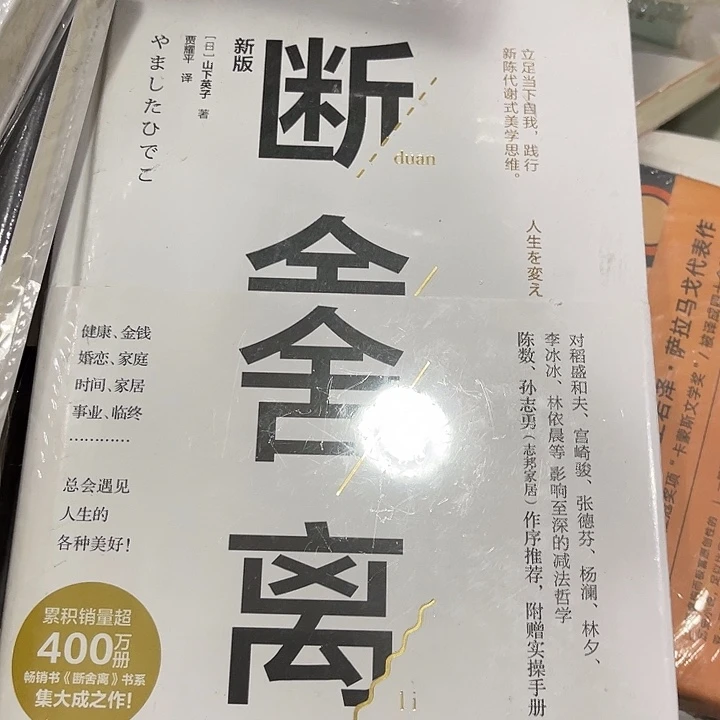 新版
断舍离
duan
li
[日] 山下英子 著
贾耀平 译
やましたひでこ
立足当下自我，践行
新陈代谢式美学思维。
人生を変え
健康、金钱
婚恋、家庭
时间、家居
事业、临终
…………
总会遇见
人生的
各种美好！
对稻盛和夫、宫崎骏、张德芬、杨澜、林夕、
李冰冰、林依晨等 影响至深的减法哲学
陈数、孙志勇（志邦家居）作序推荐，附赠实操手册
累积销量超
400万册
畅销书《断舍离》书系
集大成之作！
·萨拉马戈代表作
"卡蒙斯文学奖"